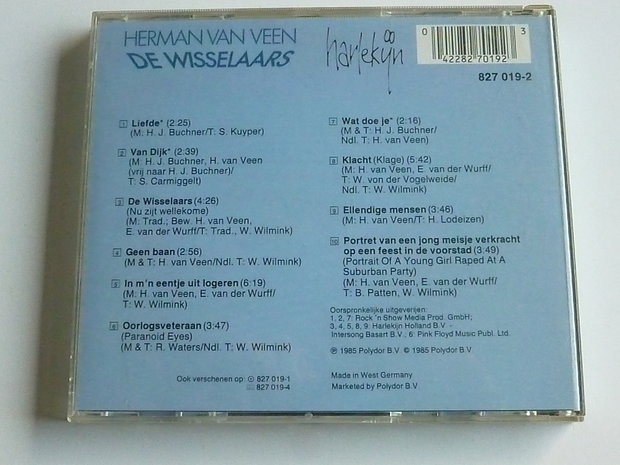 HERMAN VAN VEEN
DE WISSELAARS
harlekijn
0 42282 70192 3
827 019-2
1 Liefde* (2:25)
(M: H. J. Buchner/T: S. Kuyper)
2 Van Dijk* (2:39)
(M: H. J. Buchner, H. van Veen
(vrij naar H. J. Buchner)/
T: S. Carmiggelt)
3 De Wisselaars (4:26)
(Nu zijt wellekome)
(M: Trad.; Bew. H. van Veen,
E. van der Wurff/T: Trad., W. Wilmink)
4 Geen baan (2:56)
(M & T: H. van Veen/Ndl. T: W. Wilmink)
5 In m'n eentje uit logeren (6:19)
(M: H. van Veen, E. van der Wurff/
T: W. Wilmink)
6 Oorlogsveteraan (3:47)
(Paranoid Eyes)
(M & T: R. Waters/Ndl. T: W. Wilmink)
7 Wat doe je* (2:16)
(M & T: H. J. Buchner/
Ndl. T: H. van Veen)
8 Klacht (Klage) (5:42)
(M: H. van Veen, E. van der Wurff/
T: W. von der Vogelweide/
Ndl. T: W. Wilmink)
9 Ellendige mensen (3:46)
(M: H. van Veen/T: H. Lodeizen)
10 Portret van een jong meisje verkracht
op een feest in de voorstad (3:49)
(Portrait Of A Young Girl Raped At A
Suburban Party)
(M: H. van Veen, E. van der Wurff/
T: B. Patten, W. Wilmink)
Oorspronkelijke uitgeverijen:
1, 2, 7: Rock 'n Show Media Prod. GmbH;
3, 4, 5, 8, 9: Harlekijn Holland B.V -
Intersong Basart B.V., 6: Pink Floyd Music Publ. Ltd.
℗ 1985 Polydor B.V © 1985 Polydor B.V.
Ook verschenen op: 827 019-1
827 019-4
Made in West Germany
Marketed by Polydor B.V